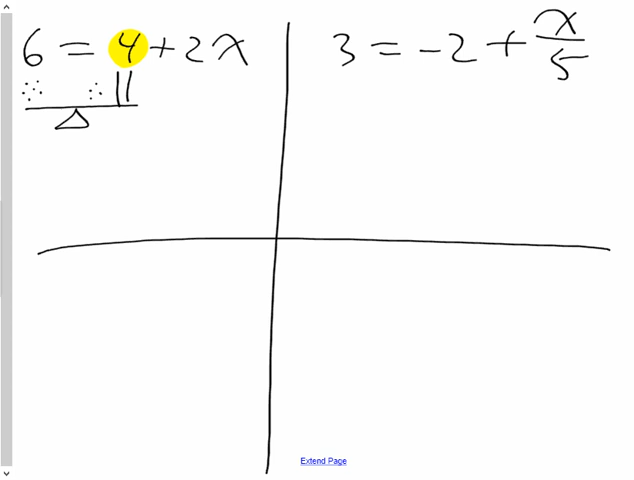 6 = 4 + 2x
3 = -2 + x/5
Extend Page